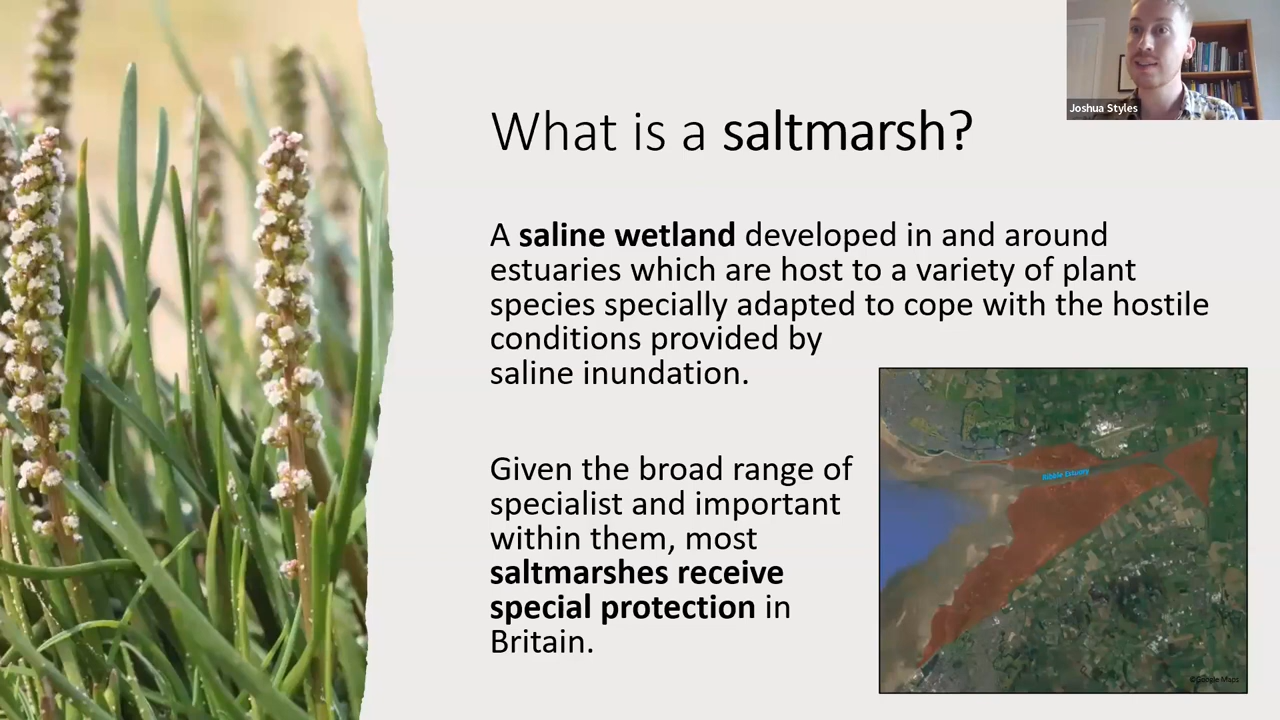 Joshua Styles
What is a saltmarsh?
A saline wetland developed in and around
estuaries which are host to a variety of plant
species specially adapted to cope with the hostile
conditions provided by
saline inundation.
Given the broad range of
specialist and important
within them, most
saltmarshes receive
special protection in
Britain.
Ribble Estuary
©Google Maps